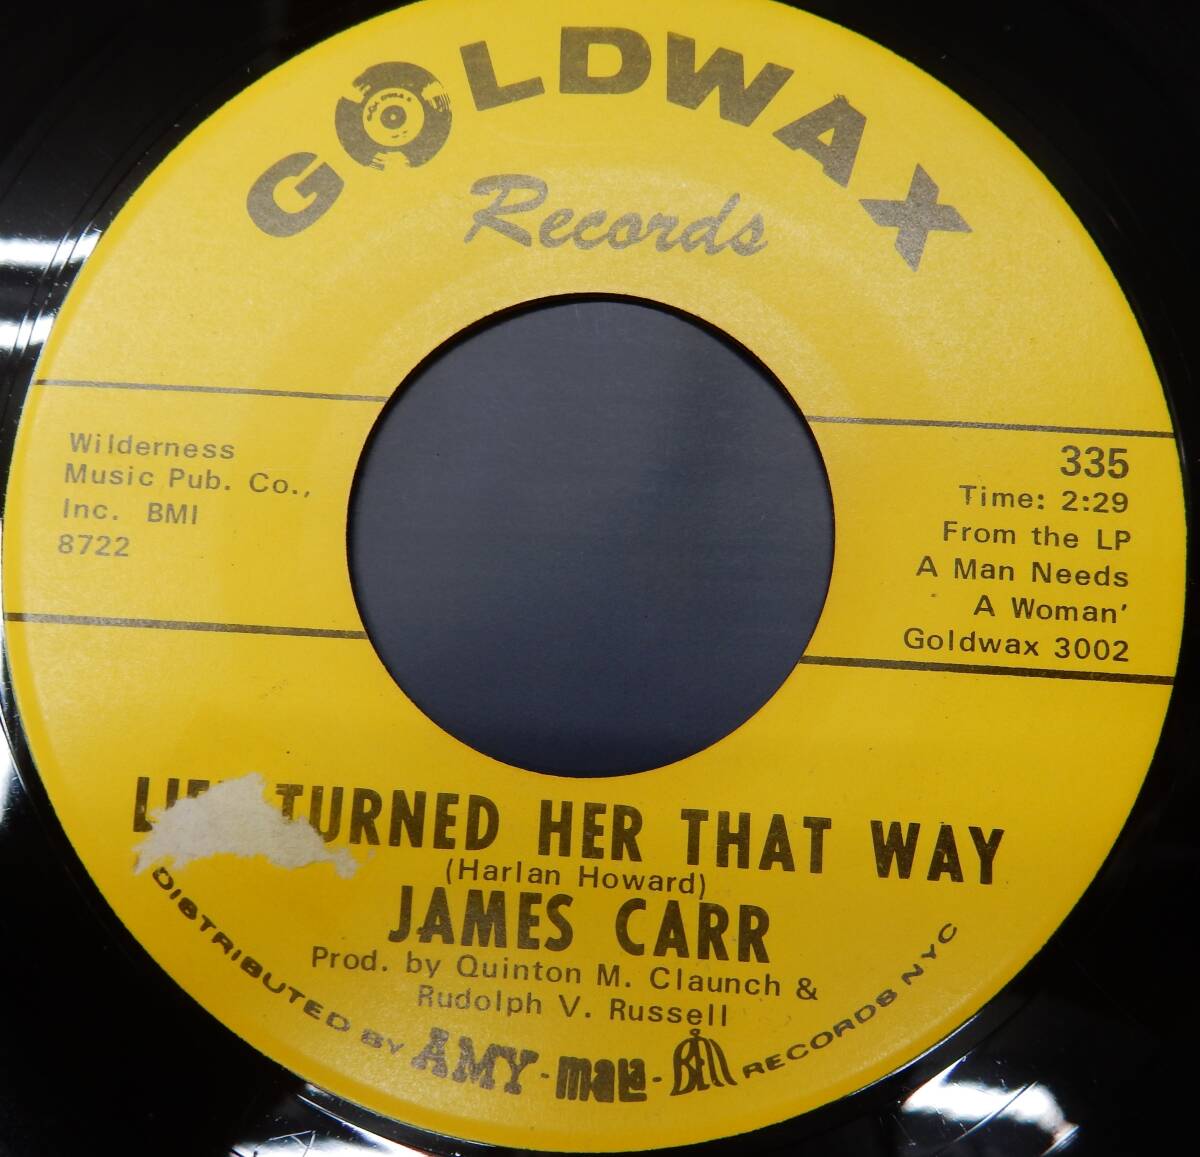 GOLDWAX
Records
Wilderness
Music Pub. Co.,
Inc. BMI
8722
335
Time: 2:29
From the LP
A Man Needs
A Woman'
Goldwax 3002
TURNED HER THAT WAY
(Harlan Howard)
JAMES CARR
Prod. by Quinton M. Claunch &
Rudolph V. Russell
DISTRIBUTED BY AMY-mala-Bell RECORDS NYC